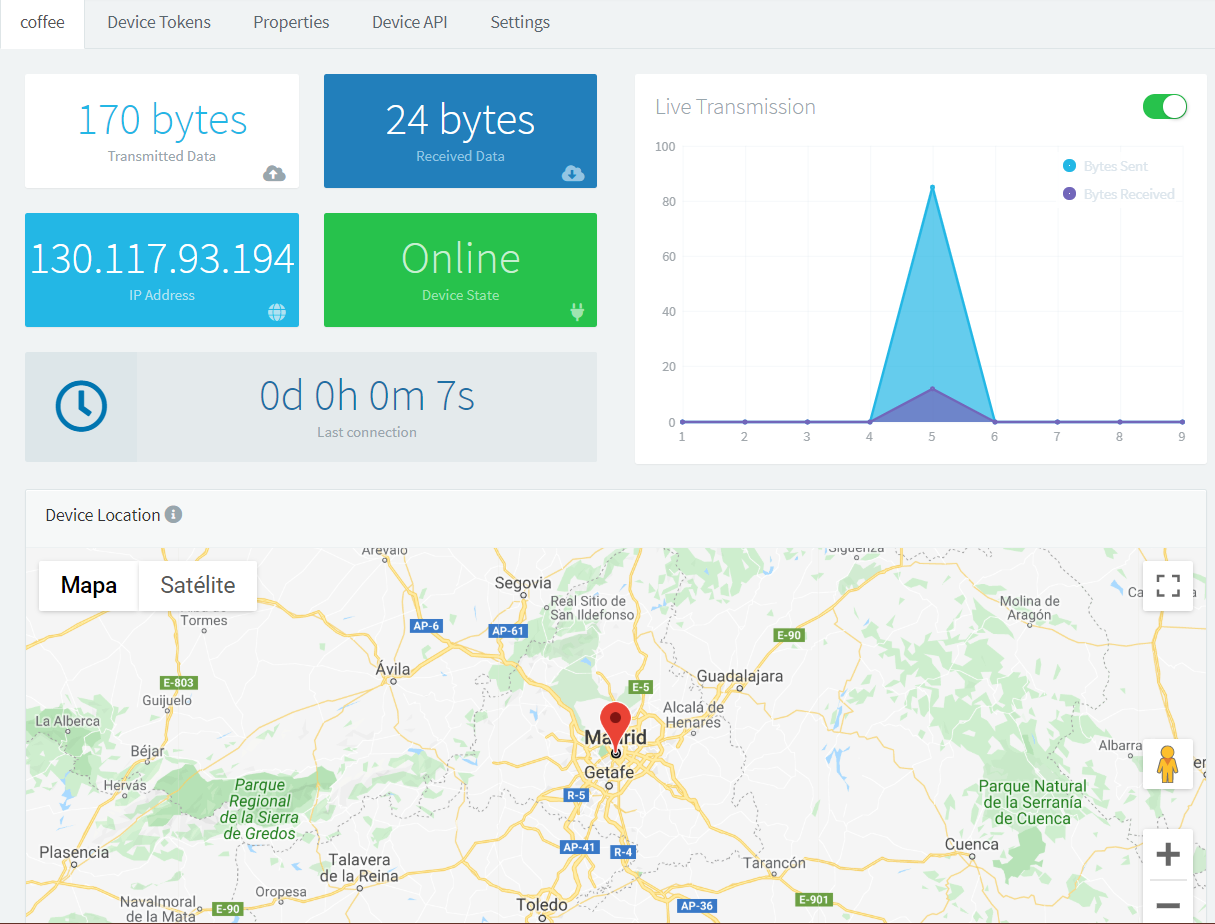 coffee Device Tokens Properties Device API Settings
170 bytes
Transmitted Data
24 bytes
Received Data
130.117.93.194
IP Address
Online
Device State
0d 0h 0m 7s
Last connection
Live Transmission
100
80
60
40
20
0
Bytes Sent
Bytes Received
1 2 3 4 5 6 7 8 9
Device Location
Mapa Satélite
Arévalo
Sigüenza
Segovia
Real Sitio de
San Ildefonso
Molina de
Aragón
Tormes
AP-6
AP-61
E-90
Ávila
Guadalajara
E-803
E-5
Guijuelo
Alcalá de
Henares
La Alberca
Madrid
Béjar
Albarra
Getafe
Hervás
Parque
Regional
de la Sierra
de Gredos
R-5
Parque Natural
de la Serranía
de Cuenca
Plasencia
AP-41
R-4
Cuenca
Talavera
de la Reina
Tarancón
Oropesa
Navalmoral
de la Mata
E-90
Toledo
AP-36
E-901